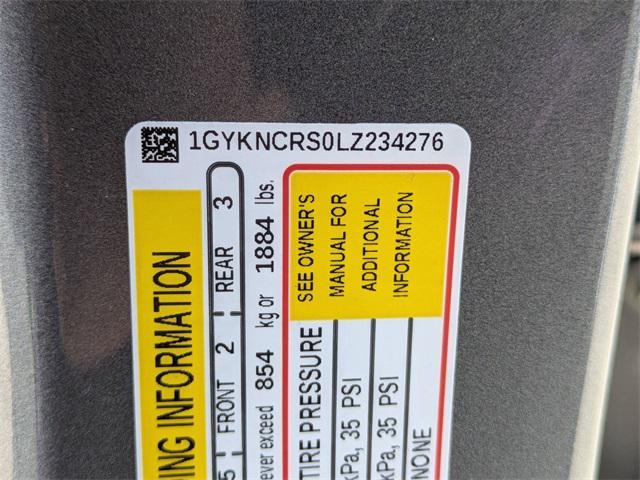 1GYKNCRS0LZ234276
ING INFORMATION
5 FRONT 2 REAR 3
ever exceed 854 kg or 1884 lbs.
TIRE PRESSURE
SEE OWNER'S
MANUAL FOR
ADDITIONAL
INFORMATION
kPa, 35 PSI
kPa, 35 PSI
NONE